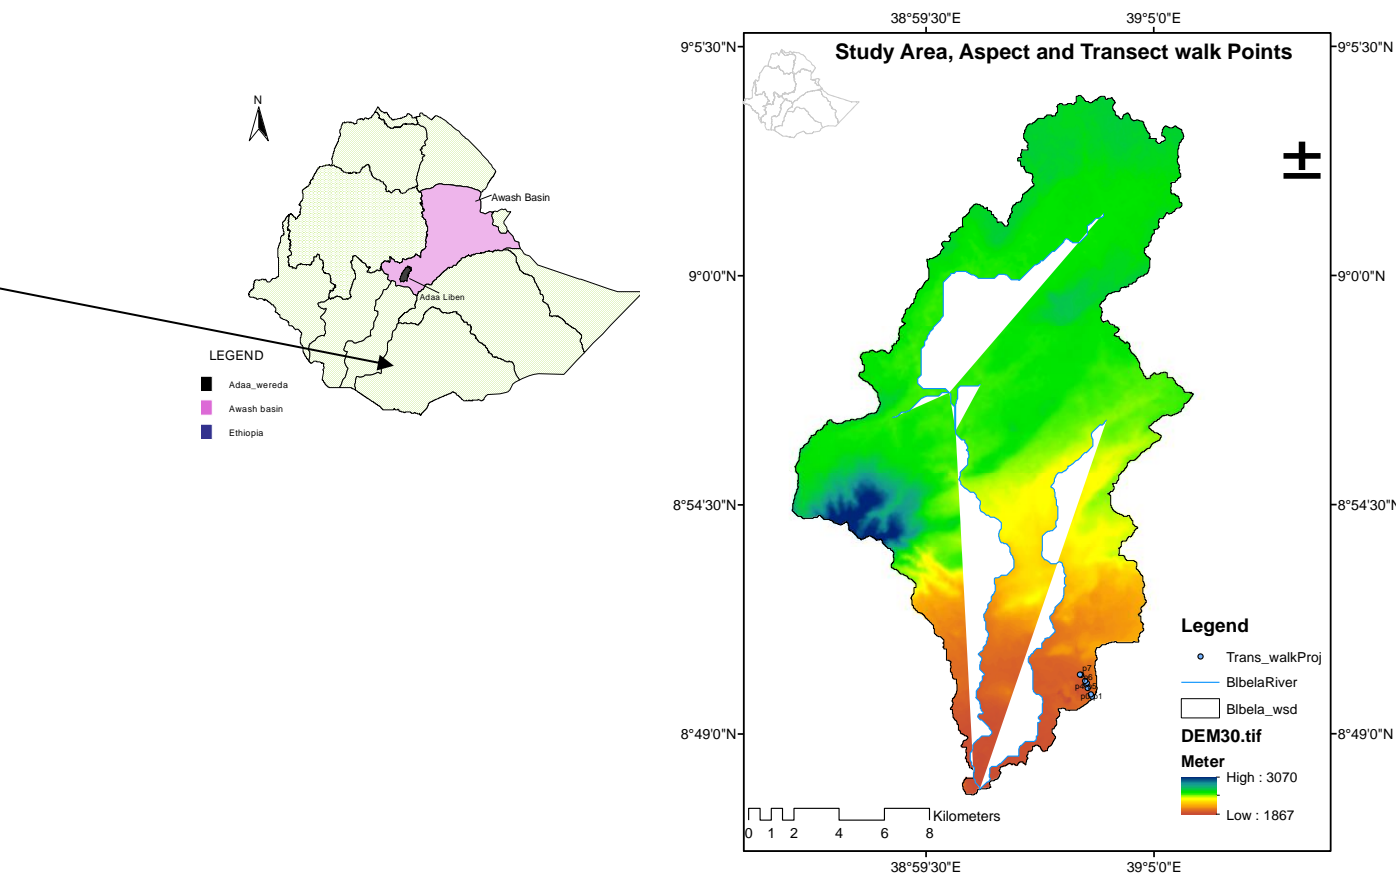 N
Awash Basin
Adaa Liben
LEGEND
Adaa_wereda
Awash basin
Ethiopia
38°59'30"E 39°5'0"E
Study Area, Aspect and Transect walk Points
9°5'30"N 9°5'30"N
9°0'0"N 9°0'0"N
8°54'30"N 8°54'30"N
8°49'0"N 8°49'0"N
p7
p1
Legend
Trans_walkProj
BlbelaRiver
Blbela_wsd
DEM30.tif
Meter
High : 3070
Low : 1867
Kilometers
0 1 2 4 6 8
38°59'30"E 39°5'0"E